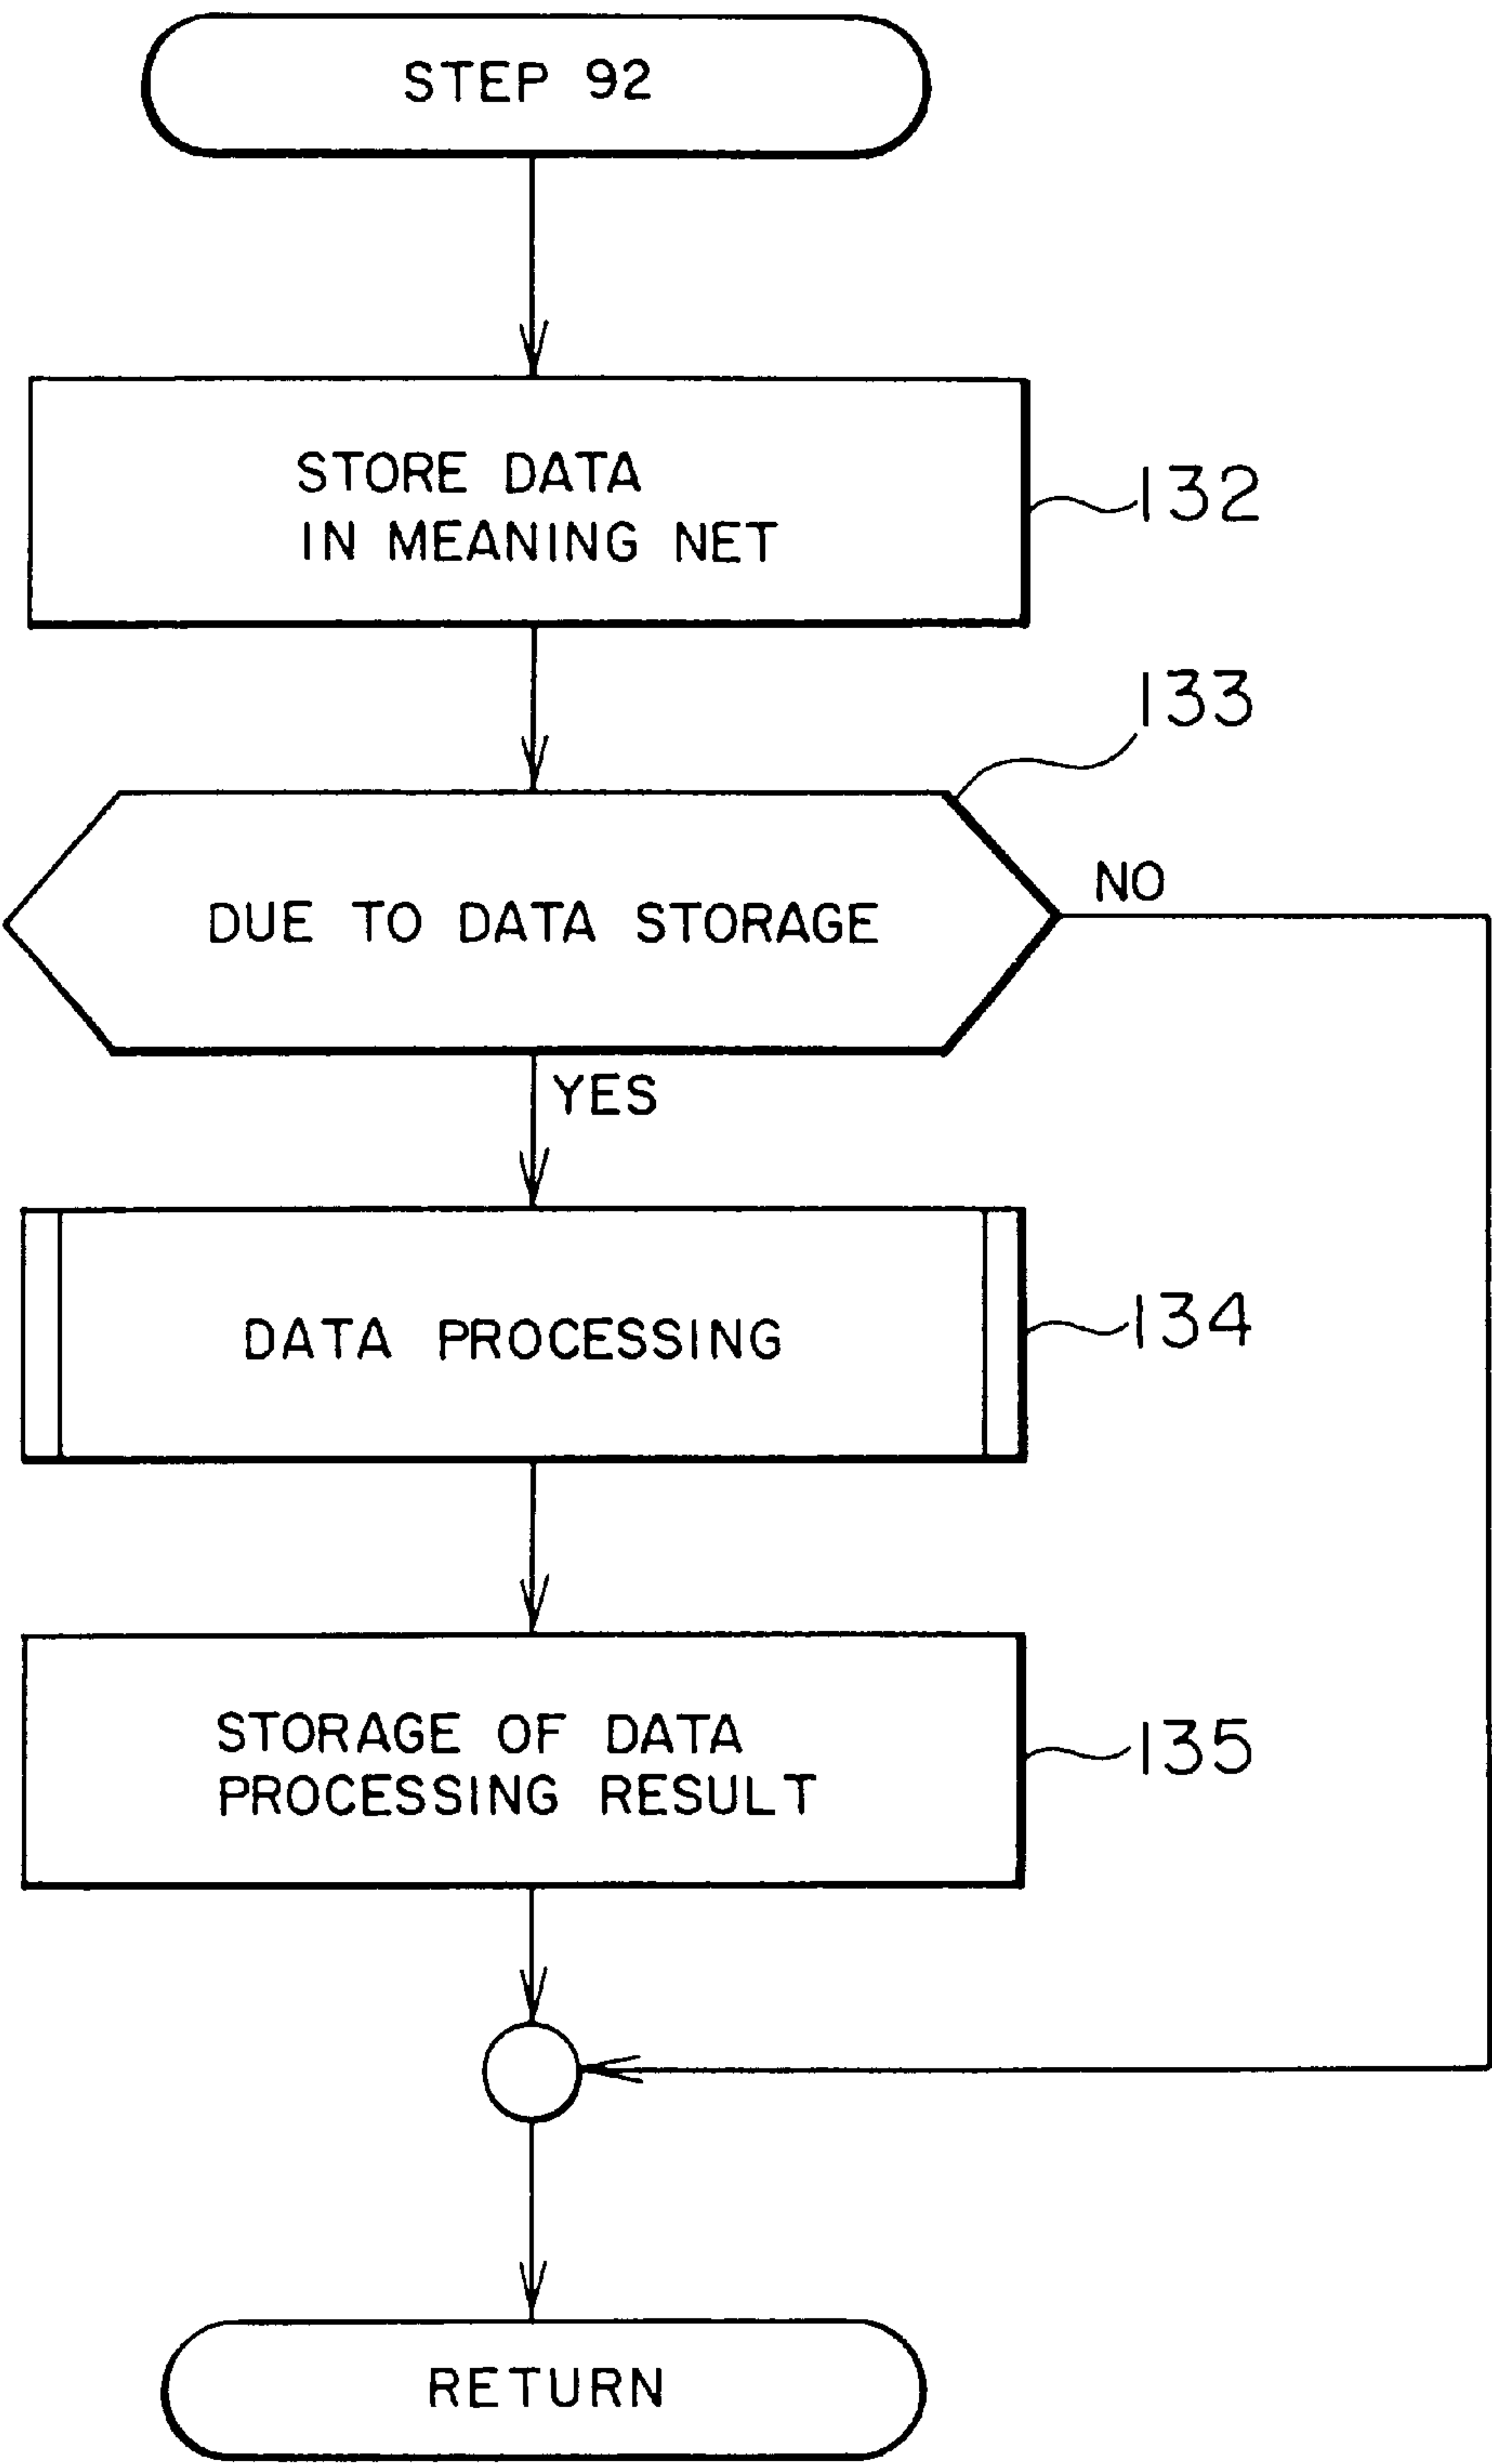 STEP 92
STORE DATA
IN MEANING NET
132
133
DUE TO DATA STORAGE
NO
YES
DATA PROCESSING
134
STORAGE OF DATA
PROCESSING RESULT
135
RETURN